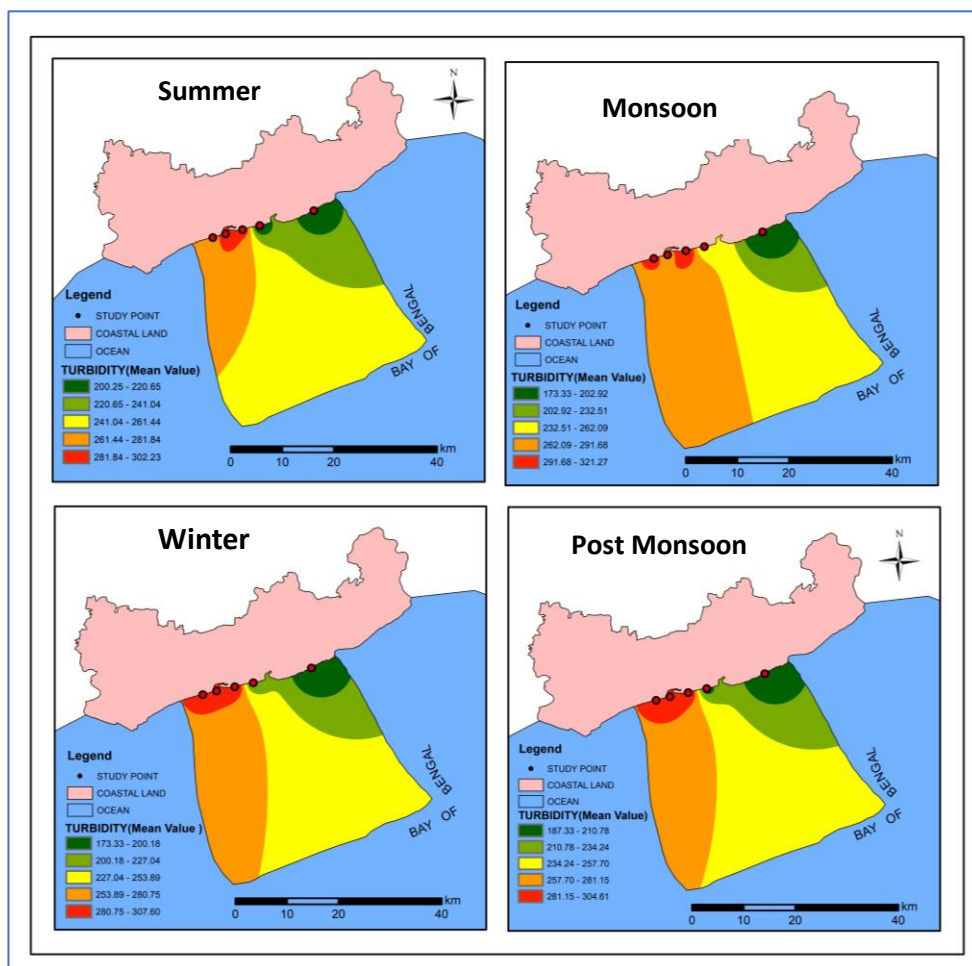 Summer
N
Legend
STUDY POINT
COASTAL LAND
OCEAN
TURBIDITY(Mean Value)
200.25 - 220.65
220.65 - 241.04
241.04 - 261.44
261.44 - 281.84
281.84 - 302.23
BAY OF BENGAL
km
0 10 20 40
Monsoon
N
Legend
STUDY POINT
COASTAL LAND
OCEAN
TURBIDITY(Mean Value)
173.33 - 202.92
202.92 - 232.51
232.51 - 262.09
262.09 - 291.68
291.68 - 321.27
BAY OF BENGAL
km
0 10 20 40
Winter
N
Legend
STUDY POINT
COASTAL LAND
OCEAN
TURBIDITY(Mean Value )
173.33 - 200.18
200.18 - 227.04
227.04 - 253.89
253.89 - 280.75
280.75 - 307.60
BAY OF BENGAL
km
0 10 20 40
Post Monsoon
N
Legend
STUDY POINT
COASTAL LAND
OCEAN
TURBIDITY(Mean Value)
187.33 - 210.78
210.78 - 234.24
234.24 - 257.70
257.70 - 281.15
281.15 - 304.61
BAY OF BENGAL
km
0 10 20 40